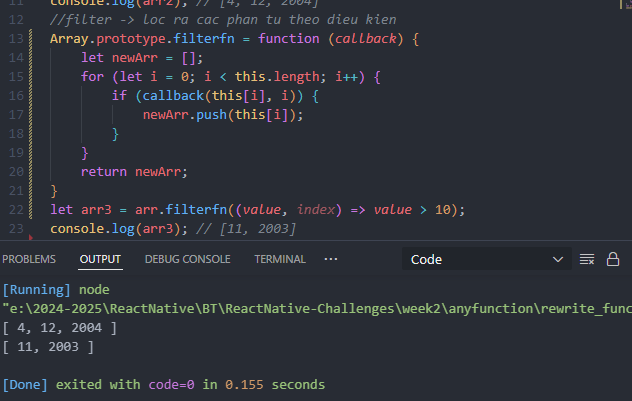 11 console.log(arr2); // [4, 12, 2004]
12 //filter -> loc ra cac phan tu theo dieu kien
13 Array.prototype.filterfn = function (callback) {
14 let newArr = [];
15 for (let i = 0; i < this.length; i++) {
16 if (callback(this[i], i)) {
17 newArr.push(this[i]);
18 }
19 }
20 return newArr;
21 }
22 let arr3 = arr.filterfn((value, index) => value > 10);
23 console.log(arr3); // [11, 2003]
PROBLEMS OUTPUT DEBUG CONSOLE TERMINAL ··· Code
[Running] node
"e:\2024-2025\ReactNative\BT\ReactNative-Challenges\week2\anyfunction\rewrite_func
[ 4, 12, 2004 ]
[ 11, 2003 ]
[Done] exited with code=0 in 0.155 seconds